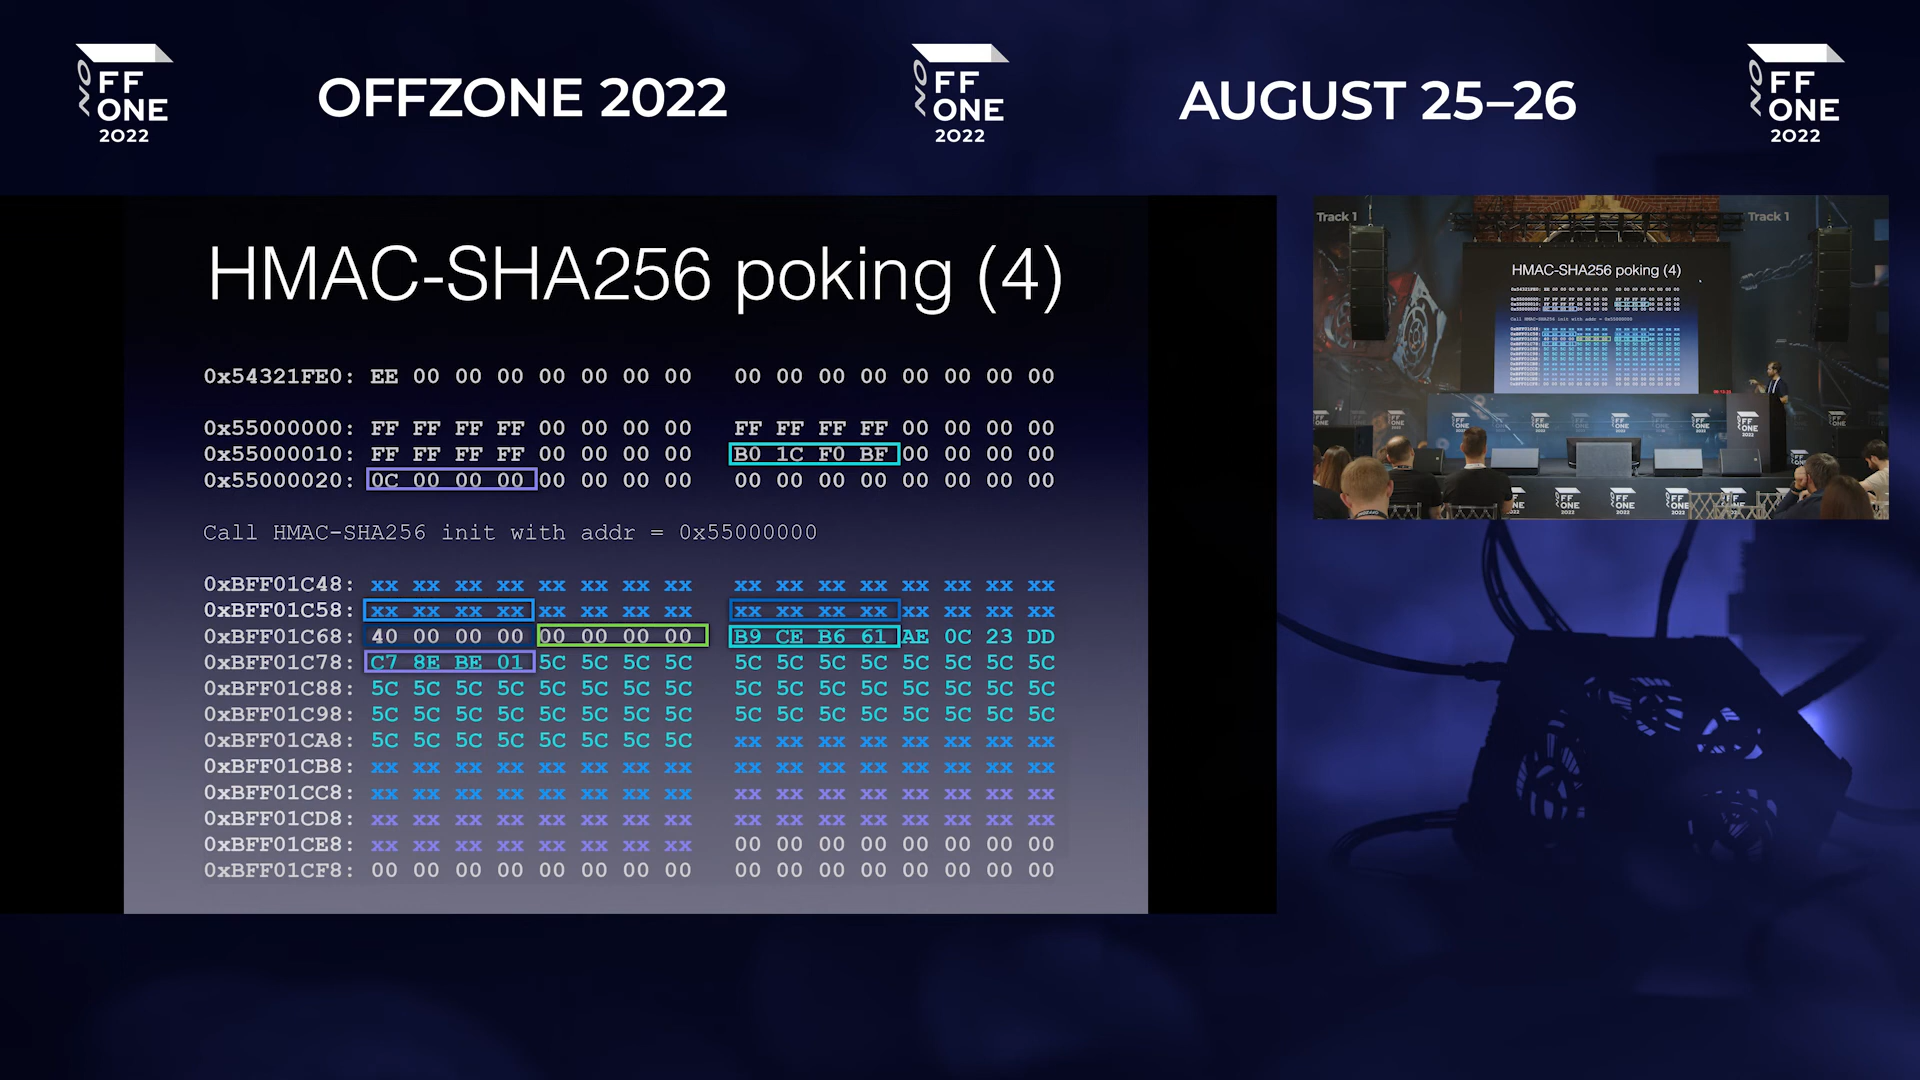 OFF
ZONE
2022
OFFZONE 2022
OFF
ZONE
2022
AUGUST 25–26
OFF
ZONE
2022
HMAC-SHA256 poking (4)
0x54321FE0: EE 00 00 00 00 00 00 00 00 00 00 00 00 00 00 00
0x55000000: FF FF FF FF 00 00 00 00 FF FF FF FF 00 00 00 00
0x55000010: FF FF FF FF 00 00 00 00 B0 1C F0 BF 00 00 00 00
0x55000020: 0C 00 00 00 00 00 00 00 00 00 00 00 00 00 00 00
Call HMAC-SHA256 init with addr = 0x55000000
0xBFF01C48: xx xx xx xx xx xx xx xx xx xx xx xx xx xx xx xx
0xBFF01C58: xx xx xx xx xx xx xx xx xx xx xx xx xx xx xx xx
0xBFF01C68: 40 00 00 00 00 00 00 00 B9 CE B6 61 AE 0C 23 DD
0xBFF01C78: C7 8E BE 01 5C 5C 5C 5C 5C 5C 5C 5C 5C 5C 5C 5C
0xBFF01C88: 5C 5C 5C 5C 5C 5C 5C 5C 5C 5C 5C 5C 5C 5C 5C 5C
0xBFF01C98: 5C 5C 5C 5C 5C 5C 5C 5C 5C 5C 5C 5C 5C 5C 5C 5C
0xBFF01CA8: 5C 5C 5C 5C 5C 5C 5C 5C xx xx xx xx xx xx xx xx
0xBFF01CB8: xx xx xx xx xx xx xx xx xx xx xx xx xx xx xx xx
0xBFF01CC8: xx xx xx xx xx xx xx xx xx xx xx xx xx xx xx xx
0xBFF01CD8: xx xx xx xx xx xx xx xx xx xx xx xx xx xx xx xx
0xBFF01CE8: xx xx xx xx xx xx xx xx 00 00 00 00 00 00 00 00
0xBFF01CF8: 00 00 00 00 00 00 00 00 00 00 00 00 00 00 00 00
Track 1
Track 1
HMAC-SHA256 poking (4)